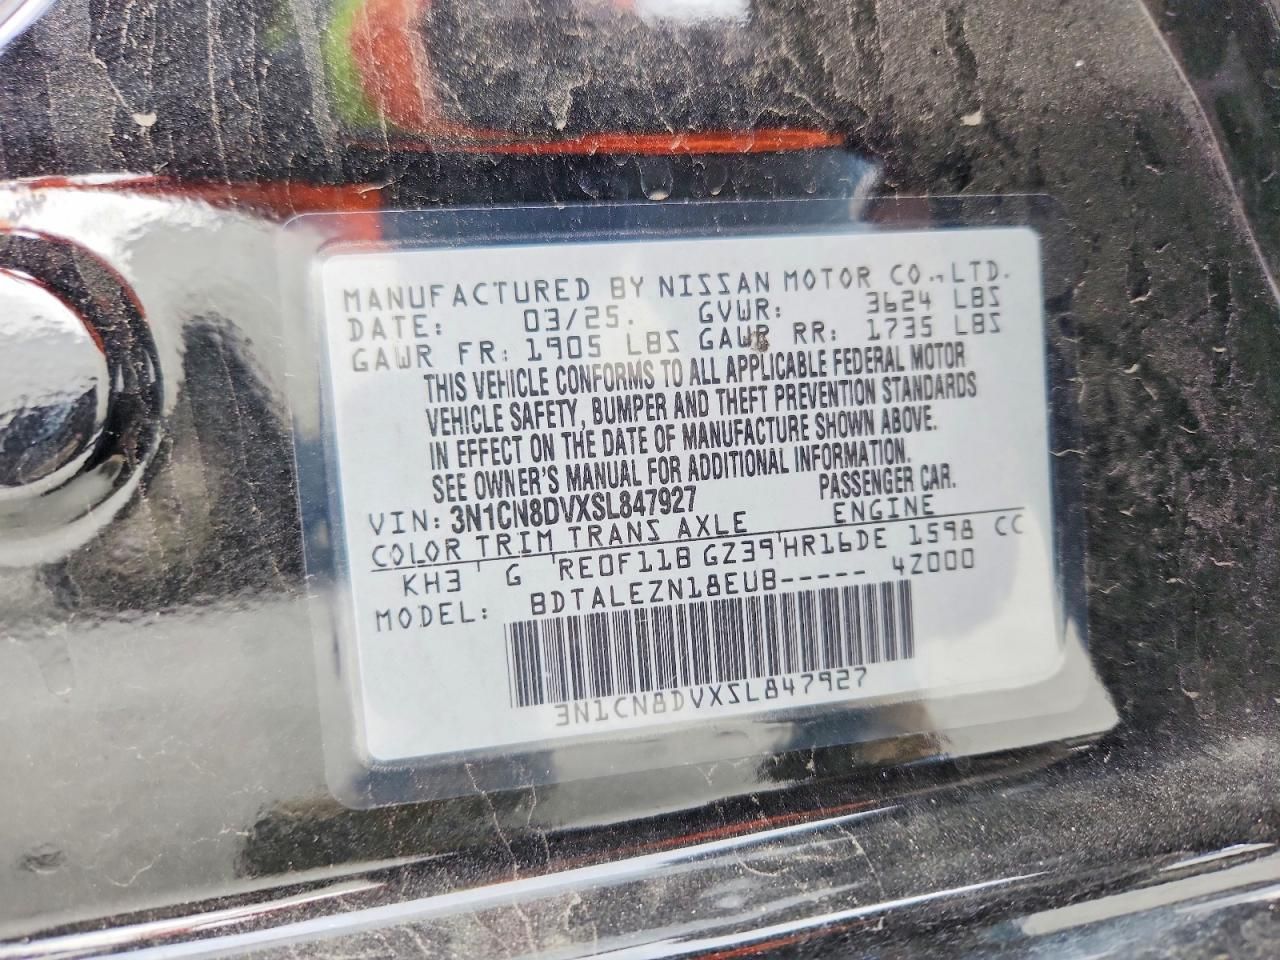 MANUFACTURED BY NISSAN MOTOR CO., LTD.
DATE: 03/25. GVWR: 3624 LBS
GAWR FR: 1905 LBS GAWR RR: 1735 LBS
THIS VEHICLE CONFORMS TO ALL APPLICABLE FEDERAL MOTOR
VEHICLE SAFETY, BUMPER AND THEFT PREVENTION STANDARDS
IN EFFECT ON THE DATE OF MANUFACTURE SHOWN ABOVE.
SEE OWNER'S MANUAL FOR ADDITIONAL INFORMATION.
VIN: 3N1CN8DVXSL847927 PASSENGER CAR.
COLOR TRIM TRANS AXLE ENGINE
KH3 G RE0F11B GZ39 HR16DE 1598 CC
MODEL: BDTALEZN18EUB----- 4Z000
3N1CN8DVXSL847927